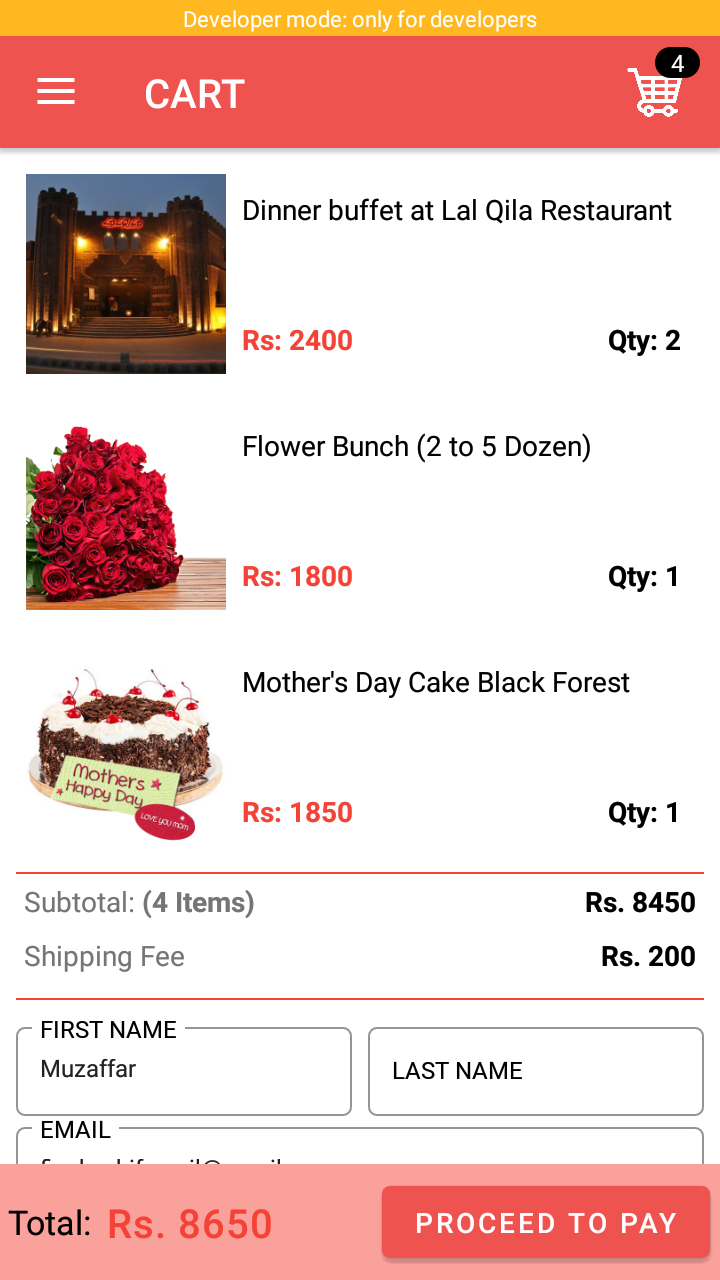 Developer mode: only for developers
CART
4
LALQILA
Dinner buffet at Lal Qila Restaurant
Rs: 2400
Qty: 2
Flower Bunch (2 to 5 Dozen)
Rs: 1800
Qty: 1
Mother's Day Cake Black Forest
Mothers
Happy Day
LOVE YOU MOM
Rs: 1850
Qty: 1
Subtotal: (4 Items)
Rs. 8450
Shipping Fee
Rs. 200
FIRST NAME
Muzaffar
LAST NAME
EMAIL
Total: Rs. 8650
PROCEED TO PAY